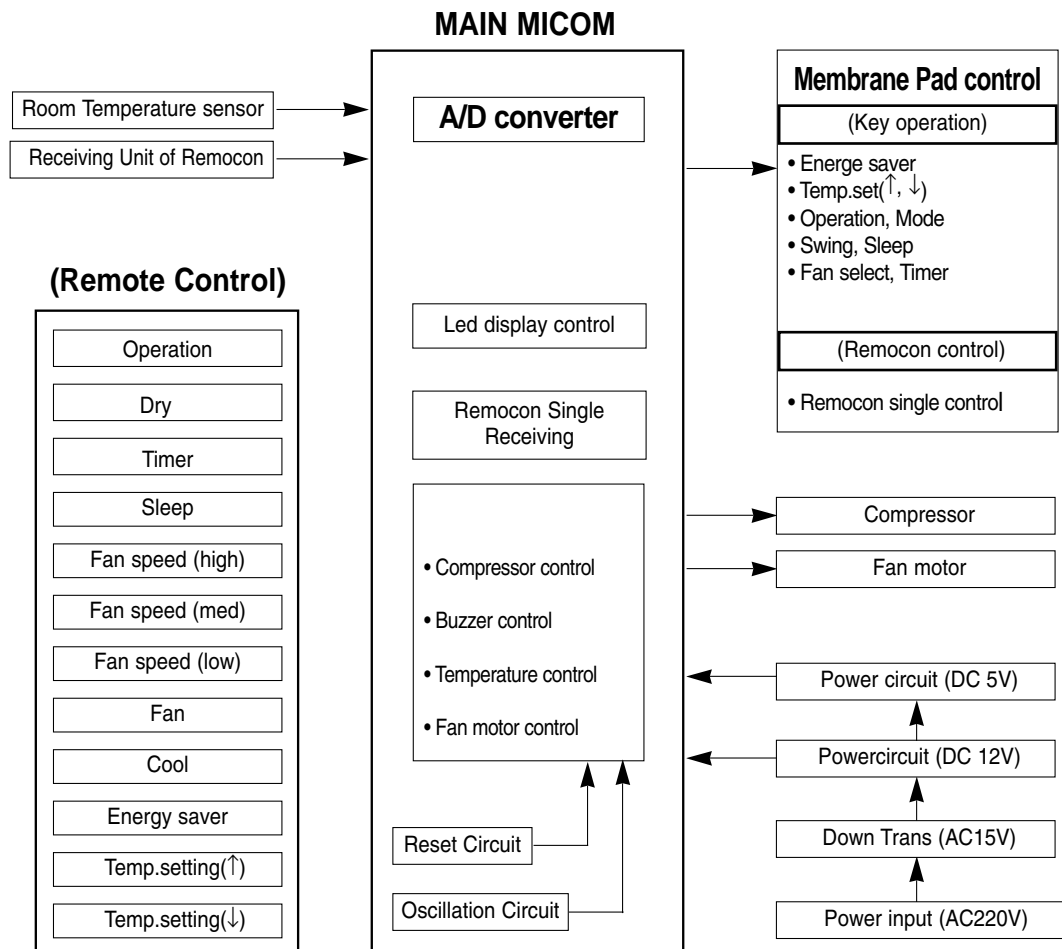 MAIN MICOM
Room Temperature sensor
Receiving Unit of Remocon
A/D converter
Led display control
Remocon Single
Receiving
• Compressor control
• Buzzer control
• Temperature control
• Fan motor control
Reset Circuit
Oscillation Circuit
(Remote Control)
Operation
Dry
Timer
Sleep
Fan speed (high)
Fan speed (med)
Fan speed (low)
Fan
Cool
Energy saver
Temp.setting(↑)
Temp.setting(↓)
Membrane Pad control
(Key operation)
• Energe saver
• Temp.set(↑, ↓)
• Operation, Mode
• Swing, Sleep
• Fan select, Timer
(Remocon control)
• Remocon single control
Compressor
Fan motor
Power circuit (DC 5V)
Powercircuit (DC 12V)
Down Trans (AC15V)
Power input (AC220V)